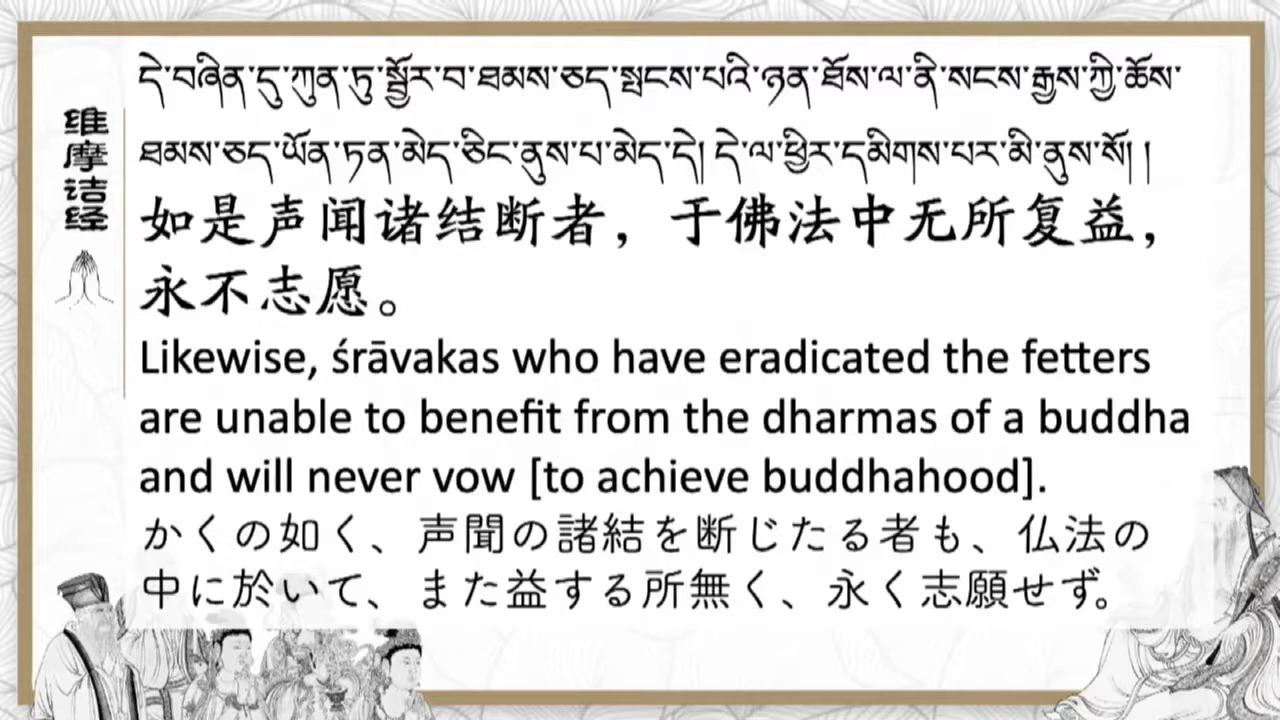 维摩诘经
དེ་བཞིན་དུ་ཀུན་ཏུ་སྦྱོར་བ་ཐམས་ཅད་སྤངས་པའི་ཉན་ཐོས་ལ་ནི་སངས་རྒྱས་ཀྱི་ཆོས་
ཐམས་ཅད་ཡོན་ཏན་མེད་ཅིང་ནུས་པ་མེད་དེ། དེ་ལ་ཕྱིར་དམིགས་པར་མི་ནུས་སོ། །
如是声闻诸结断者，于佛法中无所复益，
永不志愿。
Likewise, śrāvakas who have eradicated the fetters
are unable to benefit from the dharmas of a buddha
and will never vow [to achieve buddhahood].
かくの如く、声聞の諸結を断じたる者も、仏法の
中に於いて、また益する所無く、永く志願せず。